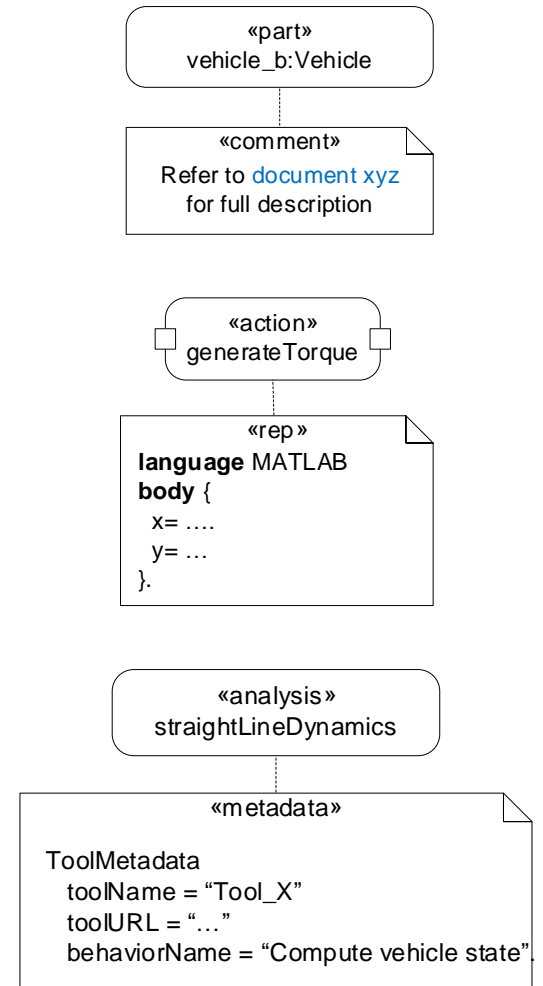 «part»
vehicle_b:Vehicle
«comment»
Refer to document xyz
for full description
«action»
generateTorque
«rep»
language MATLAB
body {
x= ….
y= …
}.
«analysis»
straightLineDynamics
«metadata»
ToolMetadata
toolName = “Tool_X”
toolURL = “…”
behaviorName = “Compute vehicle state”.